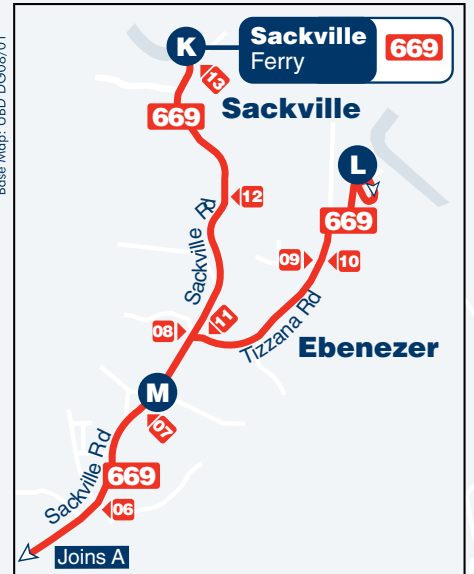 Base Map: UBD DG08/01
K
Sackville
Ferry
669
13
669
Sackville
L
12
669
Sackville Rd
09
10
08
11
Tizzana Rd
Ebenezer
M
07
Sackville Rd
669
06
Joins A